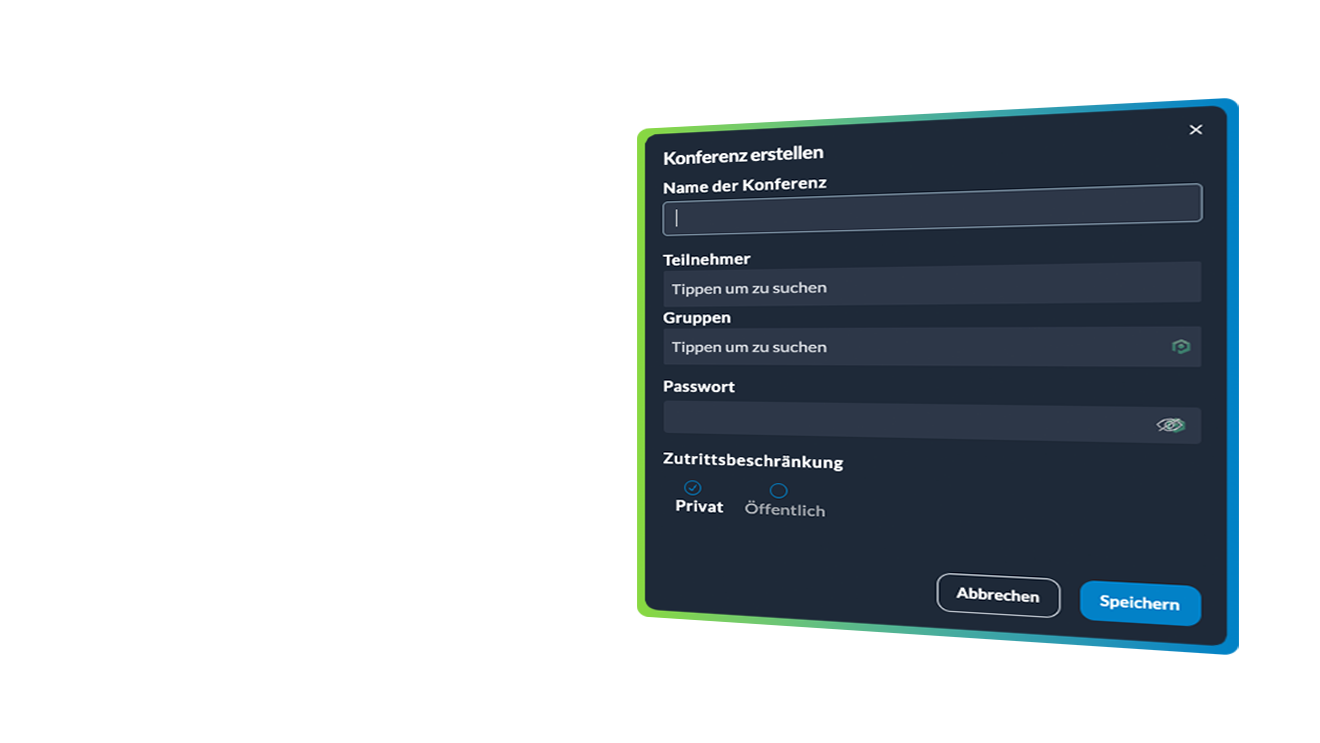 Konferenz erstellen
Name der Konferenz
Teilnehmer
Tippen um zu suchen
Gruppen
Tippen um zu suchen
Passwort
Zutrittsbeschränkung
Privat Öffentlich
Abbrechen Speichern